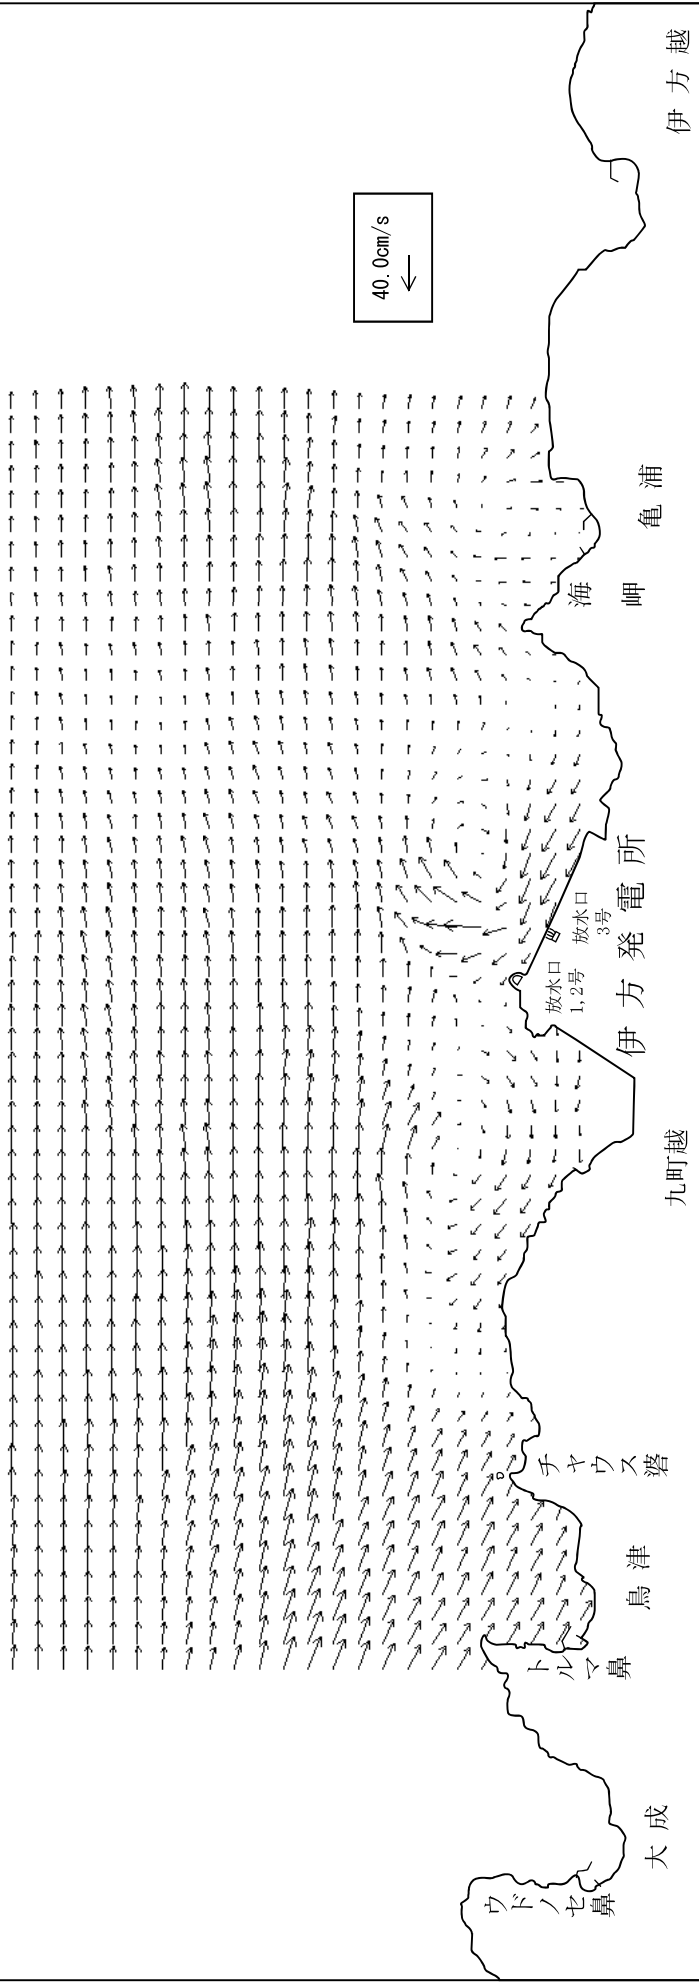 40.0cm/s
ウドノセ鼻
大成
トルマ鼻
鳥津
チヤウス碆
九町越
伊方発電所
放水口
1,2号
放水口
3号
海岬
亀浦
伊方越